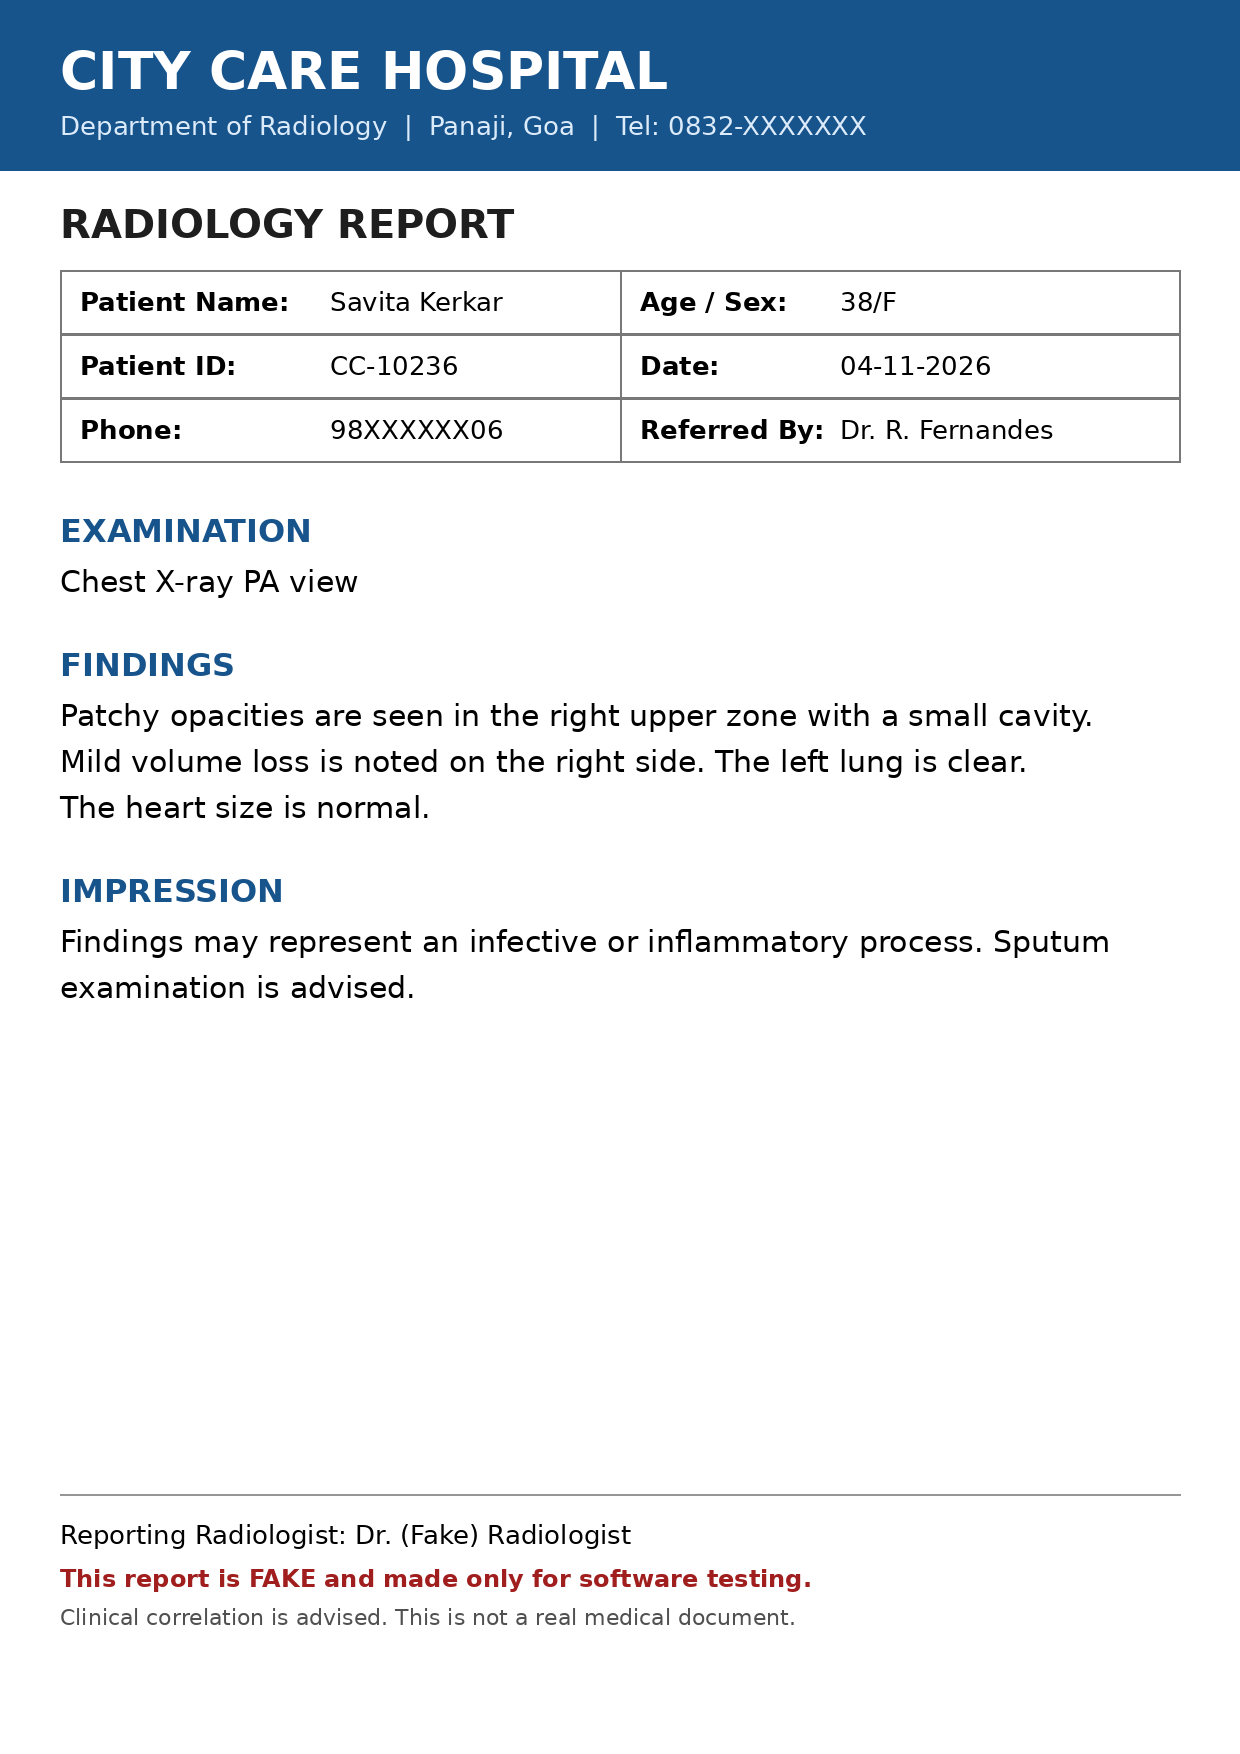 CITY CARE HOSPITAL
Department of Radiology | Panaji, Goa | Tel: 0832-XXXXXXX
RADIOLOGY REPORT
Patient Name: Savita Kerkar Age / Sex: 38/F
Patient ID: CC-10236 Date: 04-11-2026
Phone: 98XXXXXX06 Referred By: Dr. R. Fernandes
EXAMINATION
Chest X-ray PA view
FINDINGS
Patchy opacities are seen in the right upper zone with a small cavity.
Mild volume loss is noted on the right side. The left lung is clear.
The heart size is normal.
IMPRESSION
Findings may represent an infective or inflammatory process. Sputum
examination is advised.
Reporting Radiologist: Dr. (Fake) Radiologist
This report is FAKE and made only for software testing.
Clinical correlation is advised. This is not a real medical document.